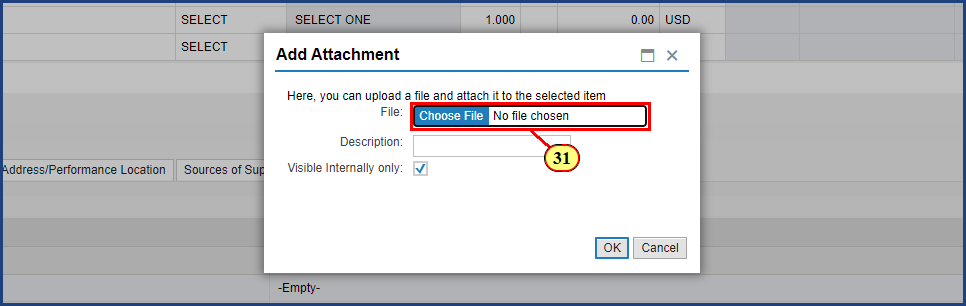 SELECT SELECT ONE 1.000 0.00 USD
SELECT
Add Attachment
Here, you can upload a file and attach it to the selected item
File: Choose File No file chosen
Description:
31
Address/Performance Location Sources of Sup
Visible Internally only:
OK Cancel
-Empty-